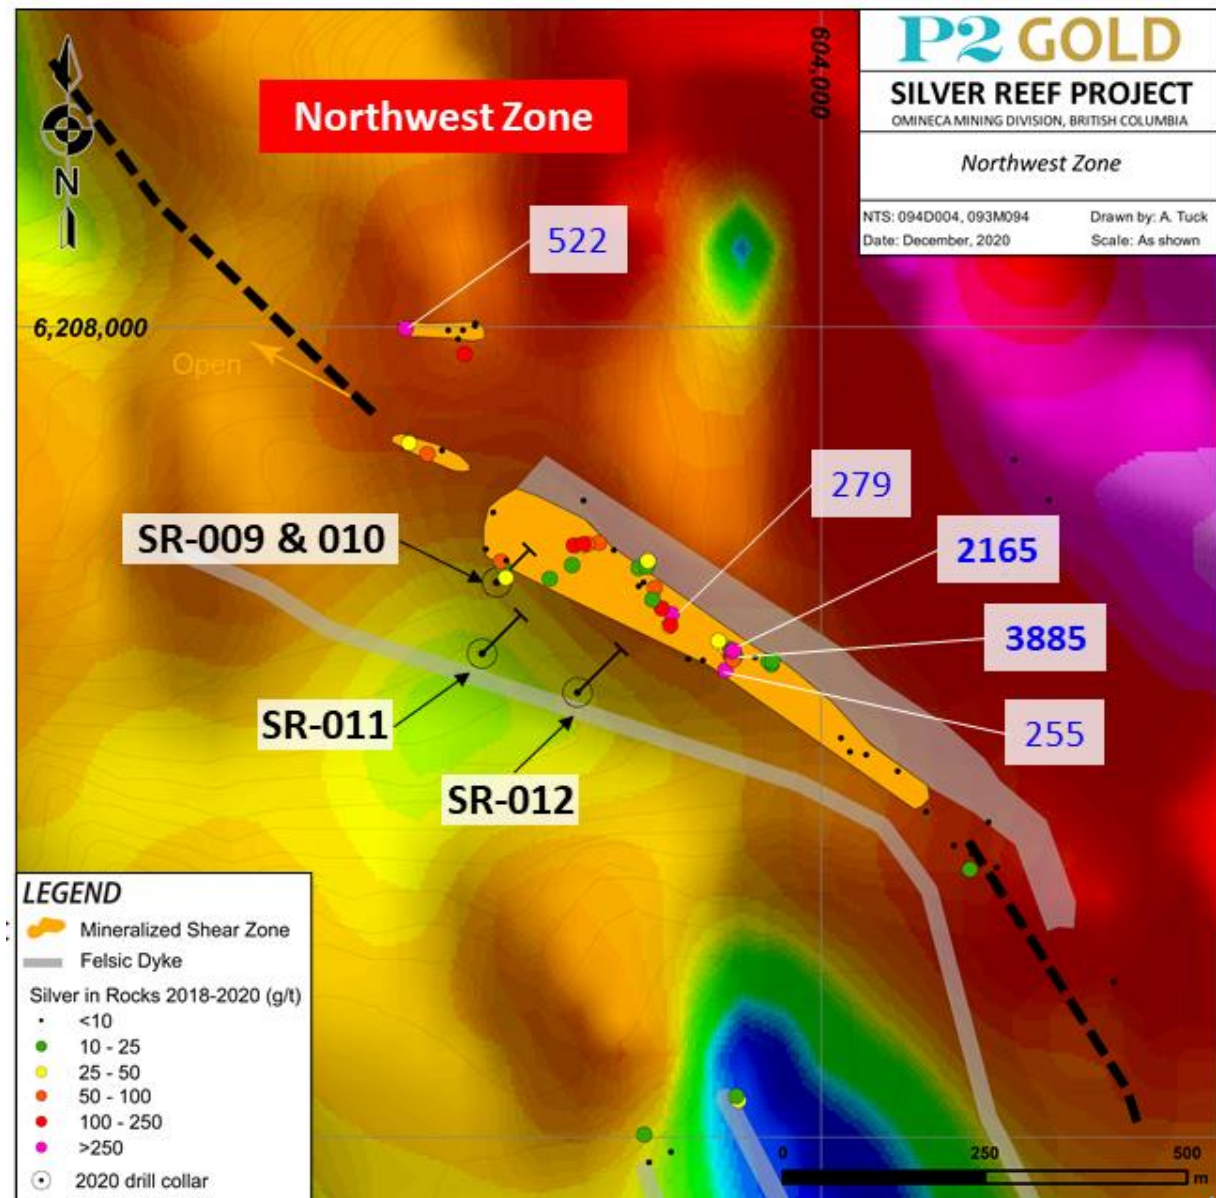 P2 GOLD
SILVER REEF PROJECT
OMINECA MINING DIVISION, BRITISH COLUMBIA
Northwest Zone
NTS: 094D004, 093M094
Drawn by: A. Tuck
Date: December, 2020
Scale: As shown
604,000
Northwest Zone
N
522
6,208,000
Open
279
SR-009 & 010
2165
3885
SR-011
255
SR-012
LEGEND
Mineralized Shear Zone
Felsic Dyke
Silver in Rocks 2018-2020 (g/t)
<10
10 - 25
25 - 50
50 - 100
100 - 250
>250
2020 drill collar
0
250
500
m